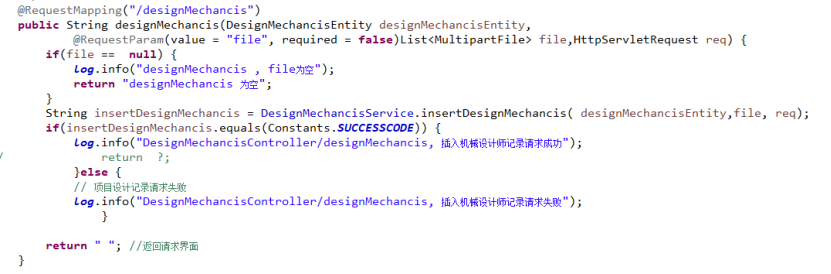 @RequestMapping("/designMechancis")
public String designMechancis(DesignMechancisEntity designMechancisEntity,
@RequestParam(value = "file", required = false)List<MultipartFile> file,HttpServletRequest req) {
if(file ==  null) {
log.info("designMechancis , file为空");
return "designMechancis 为空";
}
String insertDesignMechancis = DesignMechancisService.insertDesignMechancis( designMechancisEntity,file, req);
if(insertDesignMechancis.equals(Constants.SUCCESSCODE)) {
log.info("DesignMechancisController/designMechancis, 插入机械设计师记录请求成功");
/ return  ?;
}else {
// 项目设计记录请求失败
log.info("DesignMechancisController/designMechancis, 插入机械设计师记录请求失败");
}
return " "; //返回请求界面
}